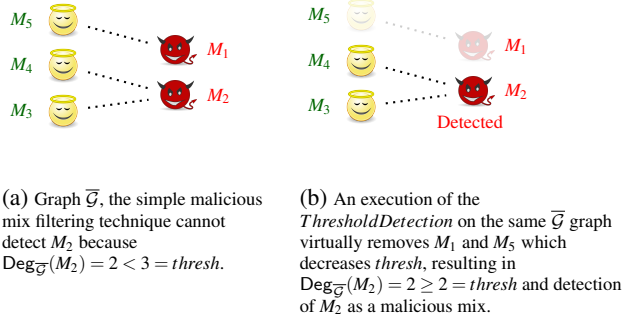 M₅
M₁
M₄
M₂
M₃
M₅
M₁
M₄
M₂
M₃
Detected
(a) Graph 𝒢̅, the simple malicious
mix filtering technique cannot
detect M₂ because
Deg𝒢̅(M₂) = 2 < 3 = thresh.
(b) An execution of the
ThresholdDetection on the same 𝒢̅ graph
virtually removes M₁ and M₅ which
decreases thresh, resulting in
Deg𝒢̅(M₂) = 2 ≥ 2 = thresh and detection
of M₂ as a malicious mix.